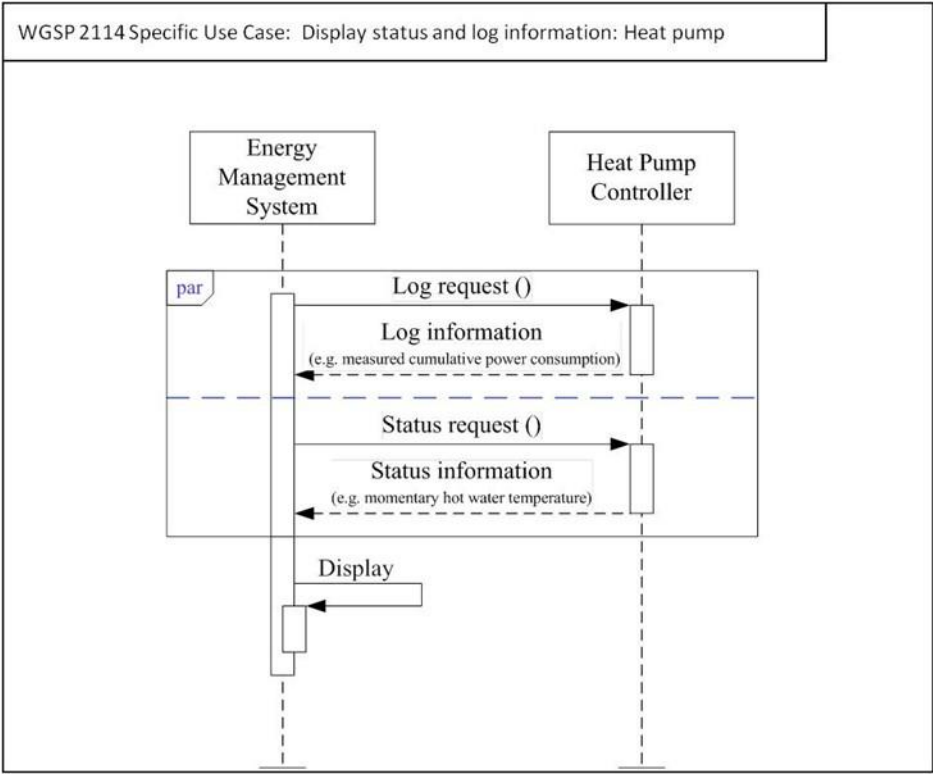 WGSP 2114 Specific Use Case: Display status and log information: Heat pump
Energy
Management
System
Heat Pump
Controller
par
Log request ()
Log information
(e.g. measured cumulative power consumption)
Status request ()
Status information
(e.g. momentary hot water temperature)
Display